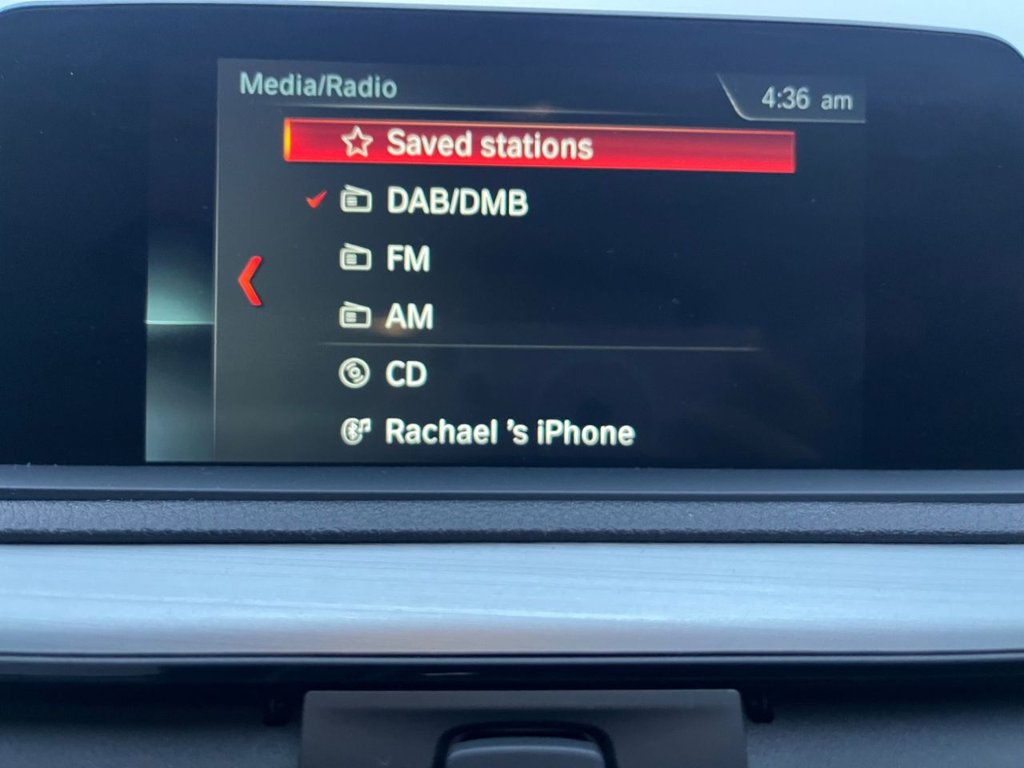 Media/Radio
4:36 am
Saved stations
DAB/DMB
FM
AM
CD
Rachael 's iPhone